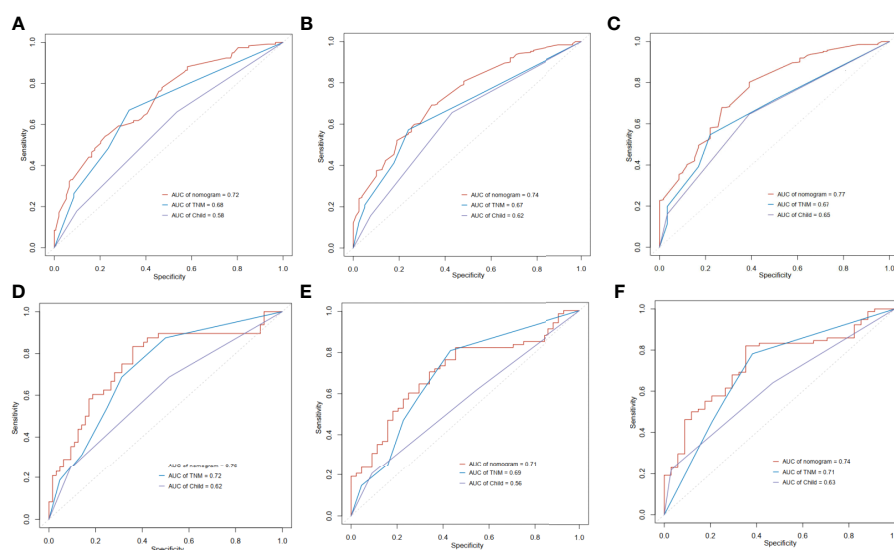 A
Sensitivity
1.0
0.8
0.6
0.4
0.2
0.0
AUC of nomogram = 0.72
AUC of TNM = 0.68
AUC of Child = 0.58
0.0 0.2 0.4 0.6 0.8 1.0
Specificity
B
Sensitivity
1.0
0.8
0.6
0.4
0.2
0.0
AUC of nomogram = 0.74
AUC of TNM = 0.67
AUC of Child = 0.62
0.0 0.2 0.4 0.6 0.8 1.0
Specificity
C
Sensitivity
1.0
0.8
0.6
0.4
0.2
0.0
AUC of nomogram = 0.77
AUC of TNM = 0.67
AUC of Child = 0.65
0.0 0.2 0.4 0.6 0.8 1.0
Specificity
D
Sensitivity
1.0
0.8
0.6
0.4
0.2
0.0
AUC of nomogram =
AUC of TNM = 0.72
AUC of Child = 0.62
0.0 0.2 0.4 0.6 0.8 1.0
Specificity
E
Sensitivity
1.0
0.8
0.6
0.4
0.2
0.0
AUC of nomogram = 0.71
AUC of TNM = 0.69
AUC of Child = 0.56
0.0 0.2 0.4 0.6 0.8 1.0
Specificity
F
Sensitivity
1.0
0.8
0.6
0.4
0.2
0.0
AUC of nomogram = 0.74
AUC of TNM = 0.71
AUC of Child = 0.63
0.0 0.2 0.4 0.6 0.8 1.0
Specificity